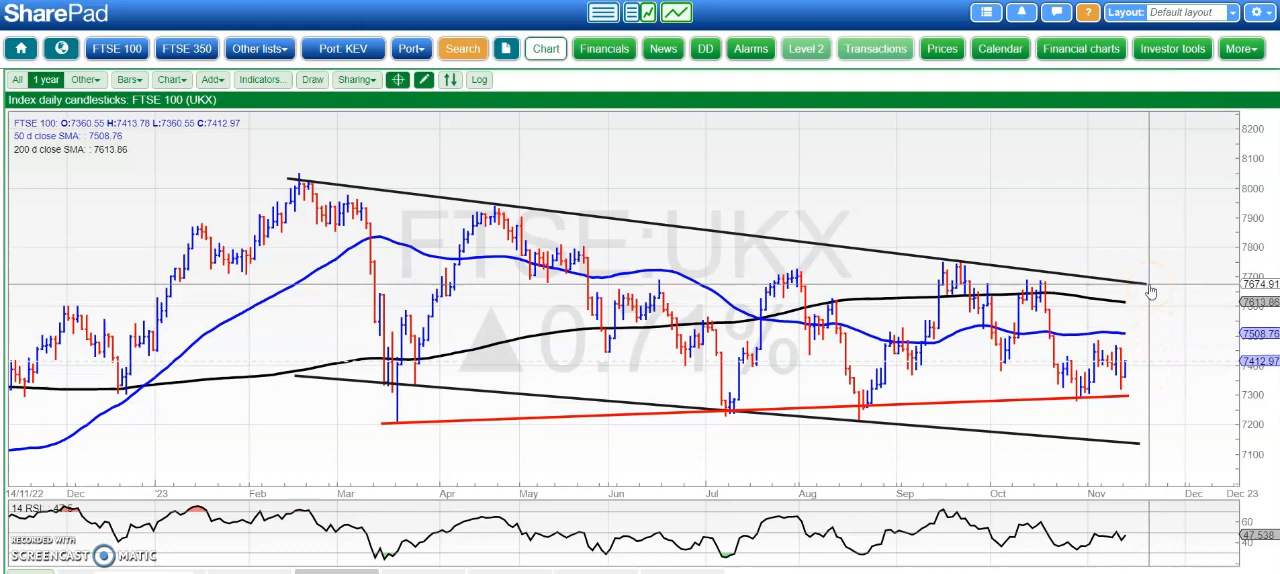 SharePad
Layout: Default layout
FTSE 100 FTSE 350 Other lists Port. KEV Port Search Chart Financials News DD Alarms Level 2 Transactions Prices Calendar Financial charts Investor tools More
All 1 year Other Bars Chart Add Indicators... Draw Sharing Log
Index daily candlesticks: FTSE 100 (UKX)
FTSE 100: O:7360.55 H:7413.78 L:7360.55 C:7412.97
50 d close SMA: : 7508.76
200 d close SMA: : 7613.86
FTSE:UKX
▲0.71%
8200
8100
8000
7900
7800
7700
7674.91
7613.86
7508.76
7412.97
7400
7300
7200
7100
14/11/22 Dec '23 Feb Mar Apr May Jun Jul Aug Sep Oct Nov Dec Dec 23
14 RSI: : 47.5
60
47.538
40
RECORDED WITH
SCREENCAST MATIC